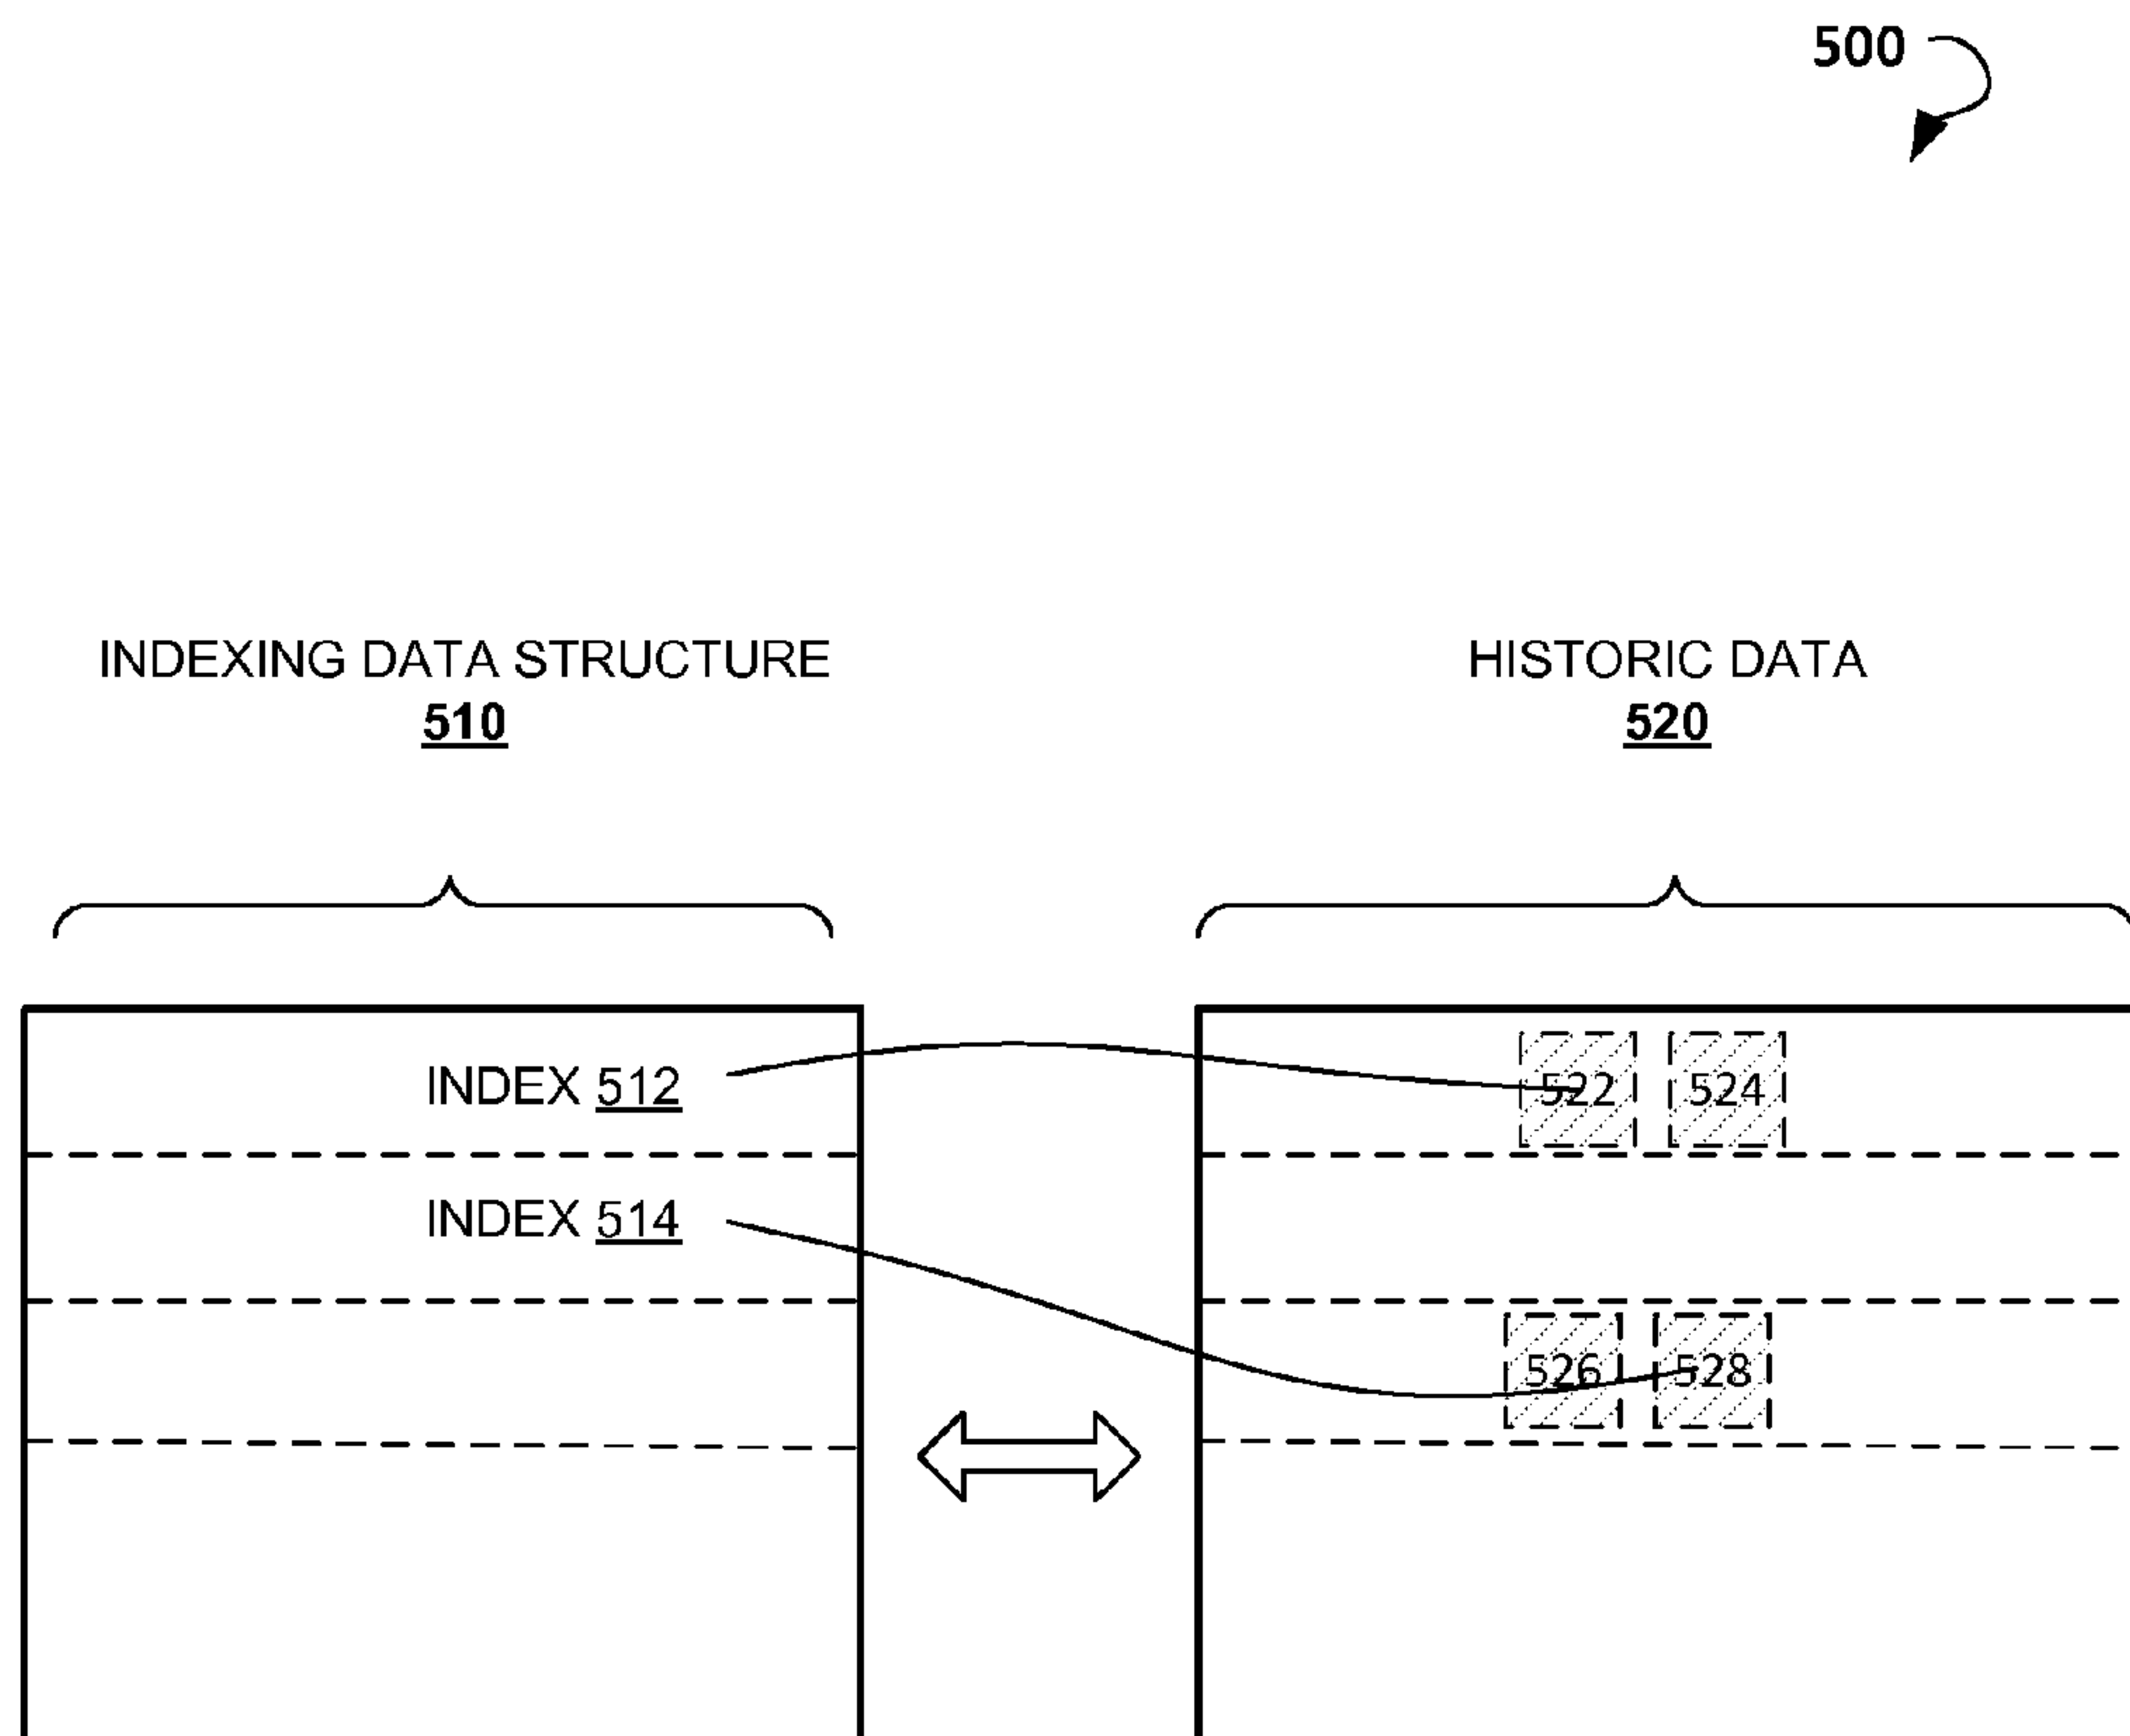 500
INDEXING DATA STRUCTURE
510
HISTORIC DATA
520
INDEX 512
522 524
INDEX 514
526 528